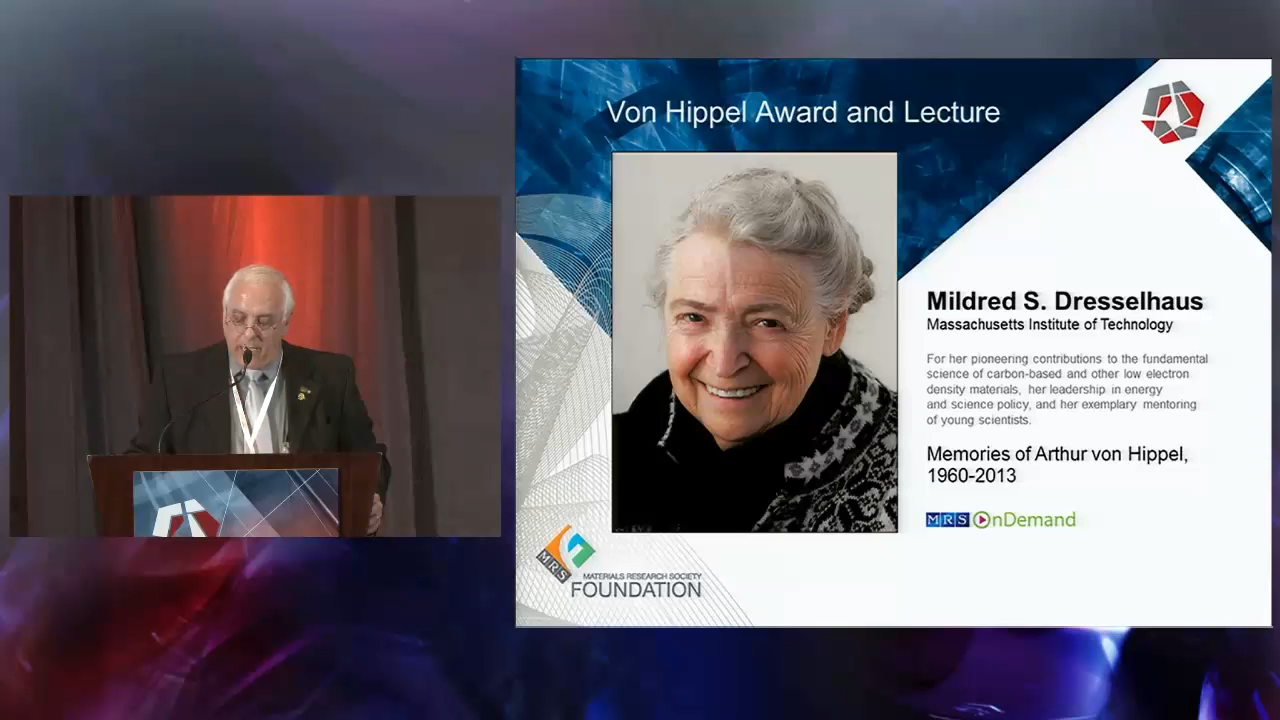 Von Hippel Award and Lecture
Mildred S. Dresselhaus
Massachusetts Institute of Technology
For her pioneering contributions to the fundamental
science of carbon-based and other low electron
density materials, her leadership in energy
and science policy, and her exemplary mentoring
of young scientists.
Memories of Arthur von Hippel,
1960-2013
MRS OnDemand
MRS
MATERIALS RESEARCH SOCIETY
FOUNDATION